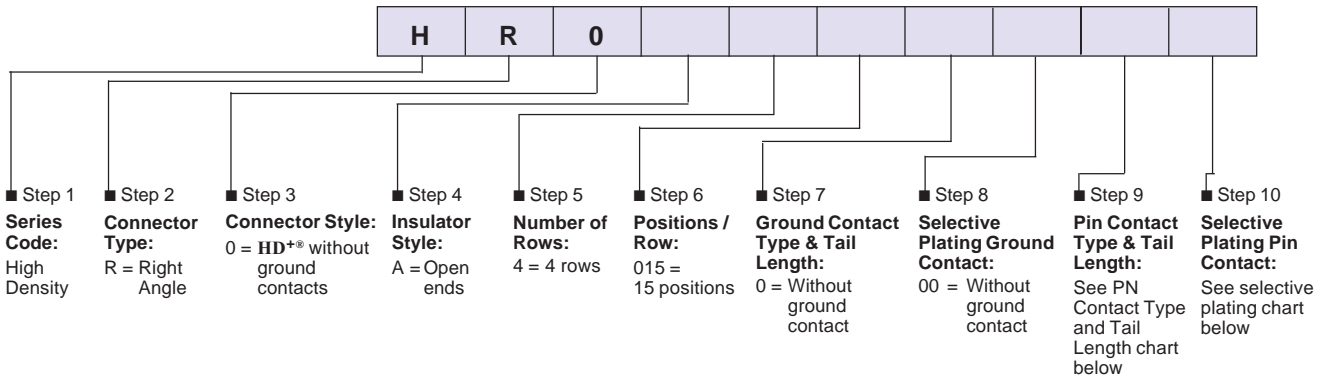 H R 0
■ Step 1
Series
Code:
High
Density
■ Step 2
Connector
Type:
R = Right
Angle
■ Step 3
Connector Style:
0 = HD+® without
ground
contacts
■ Step 4
Insulator
Style:
A = Open
ends
■ Step 5
Number of
Rows:
4 = 4 rows
■ Step 6
Positions /
Row:
015 =
15 positions
■ Step 7
Ground Contact
Type & Tail
Length:
0 = Without
ground
contact
■ Step 8
Selective
Plating Ground
Contact:
00 = Without
ground
contact
■ Step 9
Pin Contact
Type & Tail
Length:
See PN
Contact Type
and Tail
Length chart
below
■ Step 10
Selective
Plating Pin
Contact:
See selective
plating chart
below